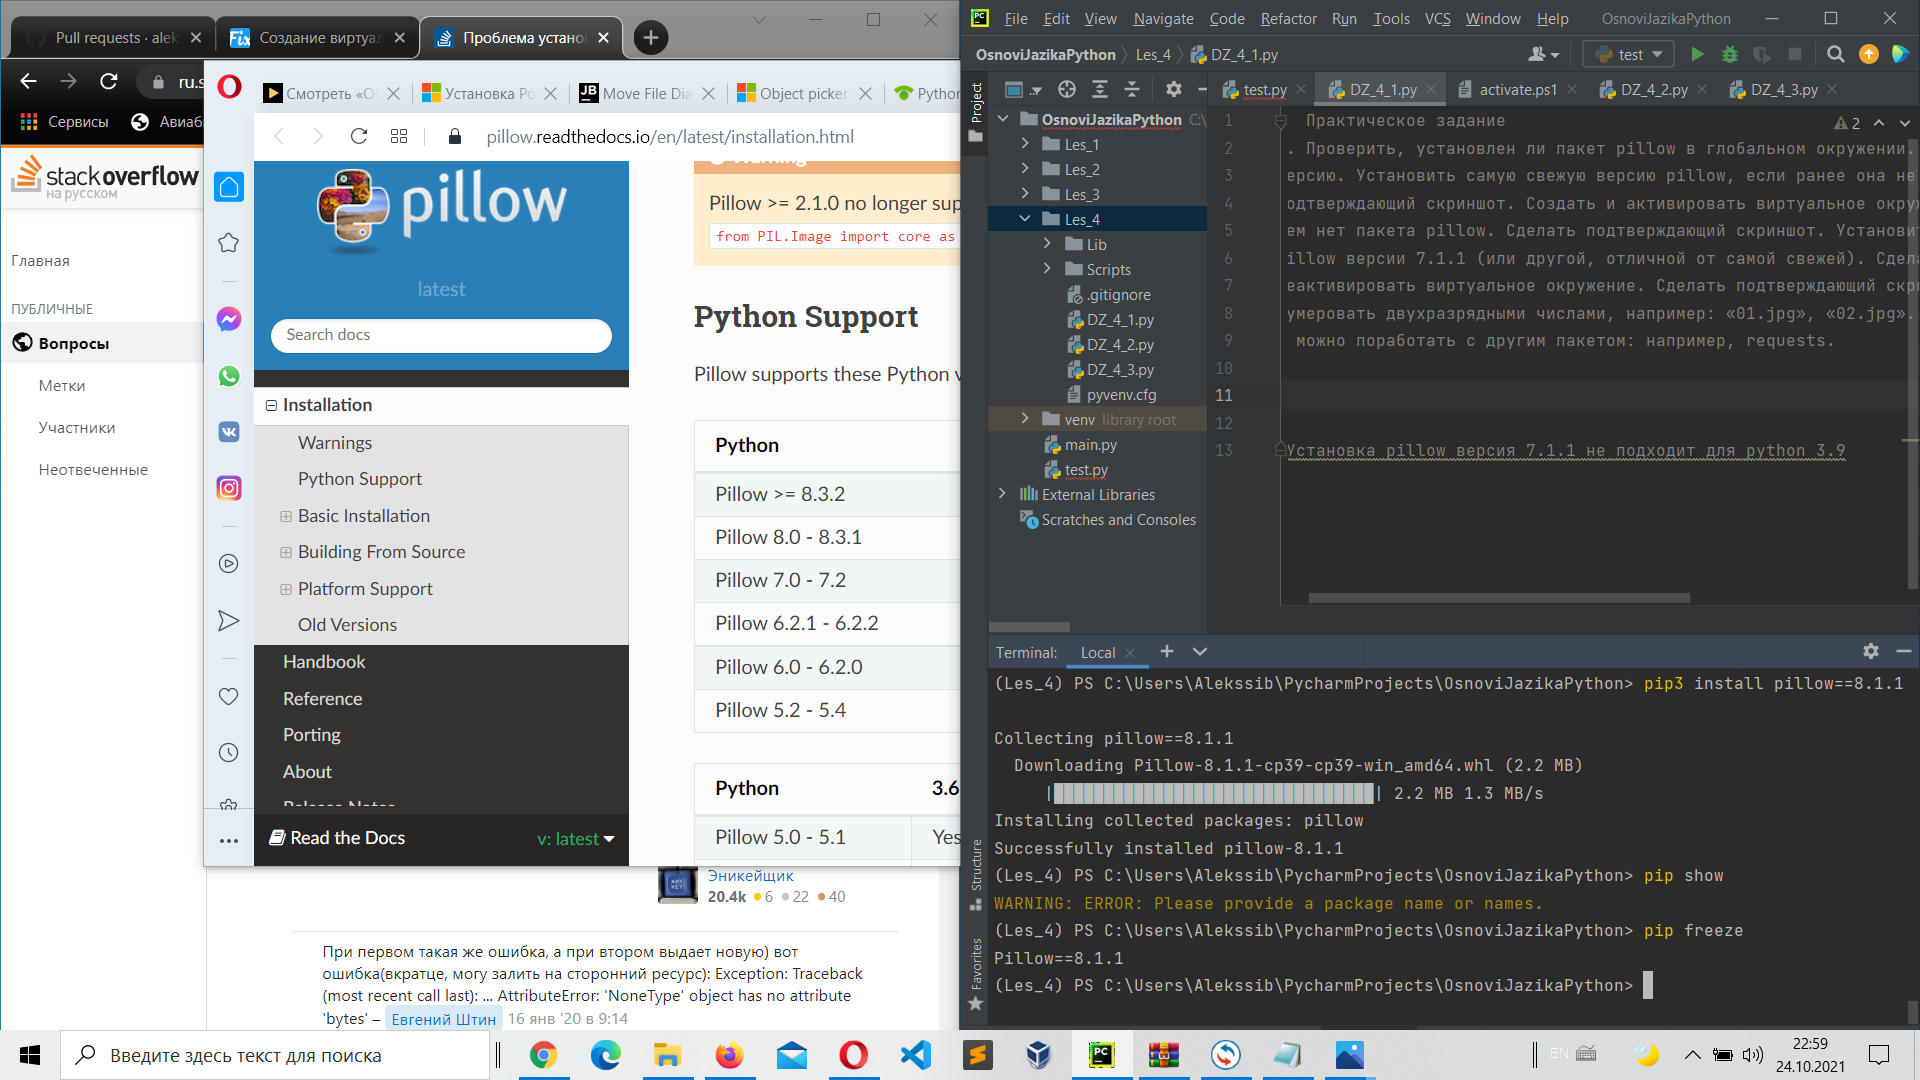 Pull requests · alek
Создание виртуал
Проблема устано
ru.s
Сервисы
Авиаб
stackoverflow
на русском
Главная
ПУБЛИЧНЫЕ
Вопросы
Метки
Участники
Неотвеченные
Смотреть «О
Установка Po
Move File Dia
Object picker
Python
pillow.readthedocs.io/en/latest/installation.html
pillow
latest
Search docs
Installation
Warnings
Python Support
Basic Installation
Building From Source
Platform Support
Old Versions
Handbook
Reference
Porting
About
Release Notes
Read the Docs
v: latest
Warning
Pillow >= 2.1.0 no longer sup
from PIL.Image import core as
Python Support
Pillow supports these Python v
Python
Pillow >= 8.3.2
Pillow 8.0 - 8.3.1
Pillow 7.0 - 7.2
Pillow 6.2.1 - 6.2.2
Pillow 6.0 - 6.2.0
Pillow 5.2 - 5.4
Python 3.6
Pillow 5.0 - 5.1 Yes
Эникейщик
20.4k 6 22 40
При первом такая же ошибка, а при втором выдает новую) вот
ошибка(вкратце, могу залить на сторонний ресурс): Exception: Traceback
(most recent call last): ... AttributeError: 'NoneType' object has no attribute
'bytes' – Евгений Штин 16 янв '20 в 9:14
File Edit View Navigate Code Refactor Run Tools VCS Window Help OsnoviJazikaPython
OsnoviJazikaPython Les_4 DZ_4_1.py
test
test.py DZ_4_1.py activate.ps1 DZ_4_2.py DZ_4_3.py
Project
OsnoviJazikaPython C:\
Les_1
Les_2
Les_3
Les_4
Lib
Scripts
.gitignore
DZ_4_1.py
DZ_4_2.py
DZ_4_3.py
pyvenv.cfg
venv library root
main.py
test.py
External Libraries
Scratches and Consoles
2
1 Практическое задание
2 . Проверить, установлен ли пакет pillow в глобальном окружении.
3 ерсию. Установить самую свежую версию pillow, если ранее она не
4 одтверждающий скриншот. Создать и активировать виртуальное окру
5 ем нет пакета pillow. Сделать подтверждающий скриншот. Установи
6 illow версии 7.1.1 (или другой, отличной от самой свежей). Сдел
7 еактивировать виртуальное окружение. Сделать подтверждающий скр
8 умеровать двухразрядными числами, например: «01.jpg», «02.jpg».
9 можно поработать с другим пакетом: например, requests.
10
11
12
13 Установка pillow версия 7.1.1 не подходит для python 3.9
Terminal: Local
(Les_4) PS C:\Users\Alekssib\PycharmProjects\OsnoviJazikaPython> pip3 install pillow==8.1.1
Collecting pillow==8.1.1
Downloading Pillow-8.1.1-cp39-cp39-win_amd64.whl (2.2 MB)
| | 2.2 MB 1.3 MB/s
Installing collected packages: pillow
Successfully installed pillow-8.1.1
(Les_4) PS C:\Users\Alekssib\PycharmProjects\OsnoviJazikaPython> pip show
WARNING: ERROR: Please provide a package name or names.
(Les_4) PS C:\Users\Alekssib\PycharmProjects\OsnoviJazikaPython> pip freeze
Pillow==8.1.1
(Les_4) PS C:\Users\Alekssib\PycharmProjects\OsnoviJazikaPython>
Structure
Favorites
Введите здесь текст для поиска
EN
22:59
24.10.2021